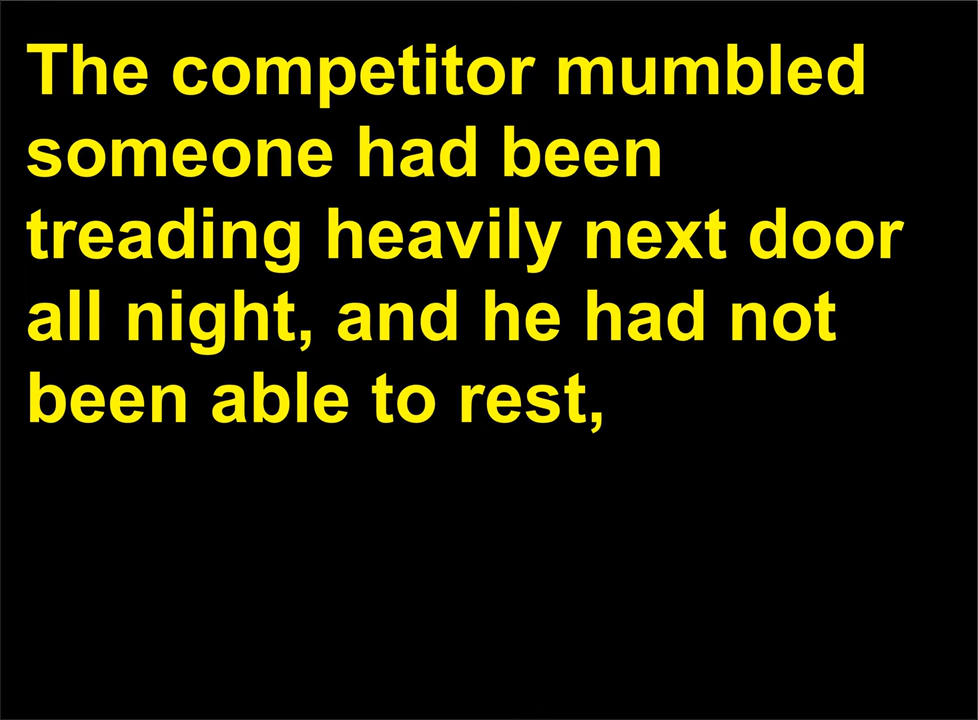 The competitor mumbled
someone had been
treading heavily next door
all night, and he had not
been able to rest,